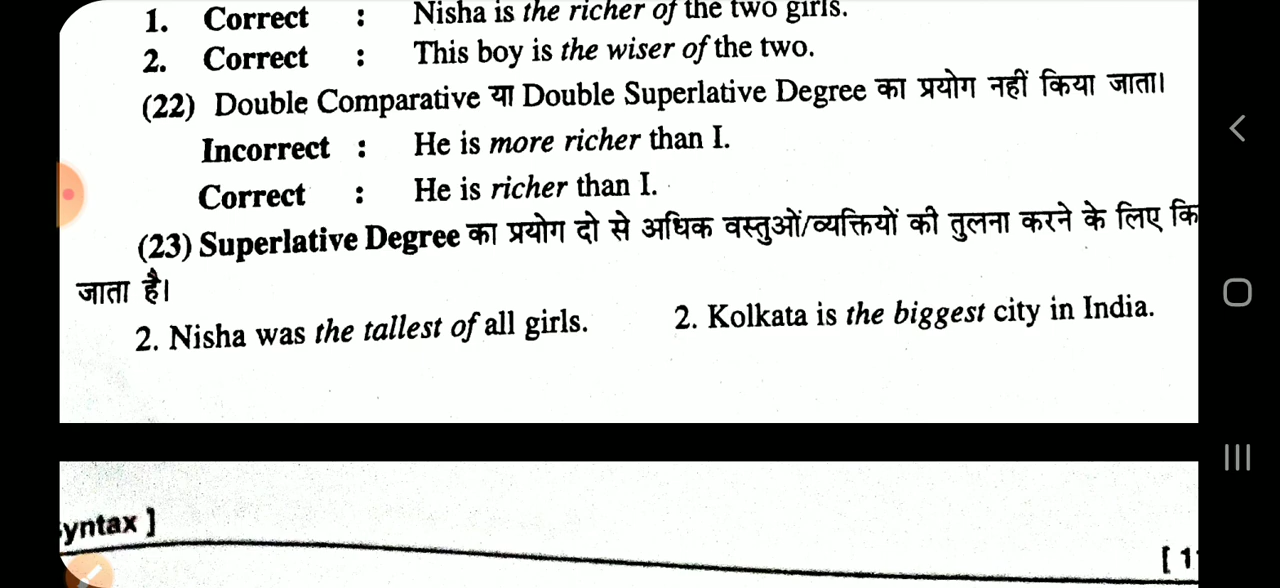 1. Correct : Nisha is the richer of the two girls.
2. Correct : This boy is the wiser of the two.
(22) Double Comparative या Double Superlative Degree का प्रयोग नहीं किया जाता।
Incorrect : He is more richer than I.
Correct : He is richer than I.
(23) Superlative Degree का प्रयोग दो से अधिक वस्तुओं/व्यक्तियों की तुलना करने के लिए कि
जाता है।
2. Nisha was the tallest of all girls. 2. Kolkata is the biggest city in India.
yntax ]
[ 1